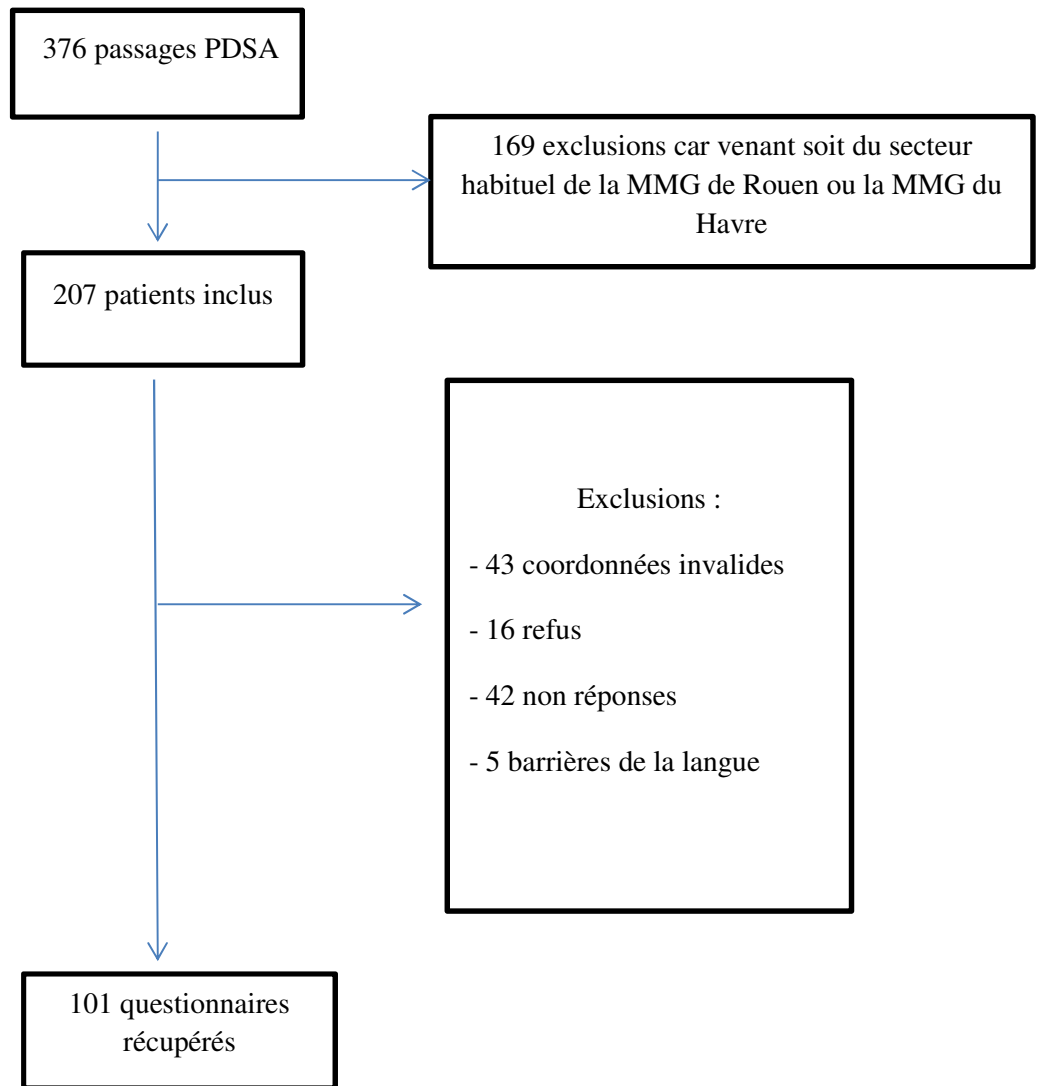 376 passages PDSA
169 exclusions car venant soit du secteur
habituel de la MMG de Rouen ou la MMG du
Havre
207 patients inclus
Exclusions :
- 43 coordonnées invalides
- 16 refus
- 42 non réponses
- 5 barrières de la langue
101 questionnaires
récupérés